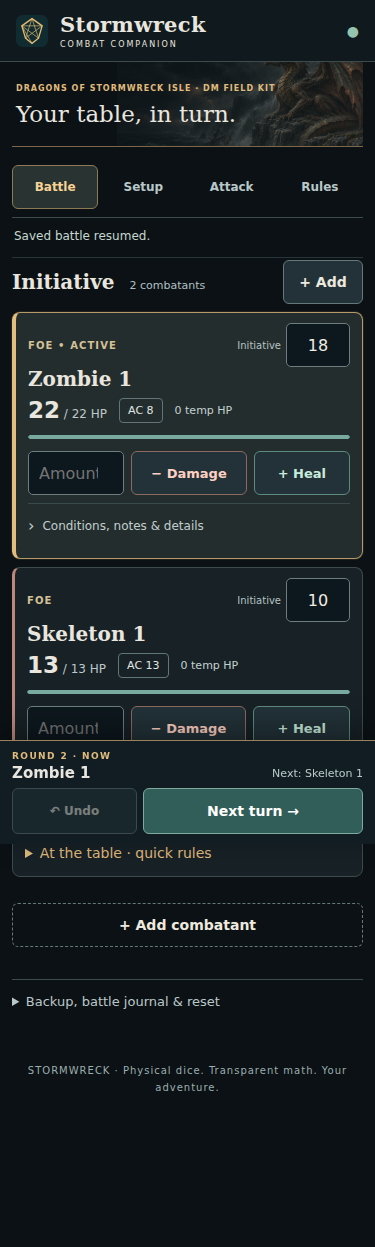 Stormwreck
COMBAT COMPANION
DRAGONS OF STORMWRECK ISLE · DM FIELD KIT
Your table, in turn.
Battle Setup Attack Rules
Saved battle resumed.
Initiative 2 combatants + Add
FOE • ACTIVE Initiative 18
Zombie 1
22 / 22 HP AC 8 0 temp HP
Amount − Damage + Heal
› Conditions, notes & details
FOE Initiative 10
Skeleton 1
13 / 13 HP AC 13 0 temp HP
Amount − Damage + Heal
ROUND 2 · NOW
Zombie 1 Next: Skeleton 1
↶ Undo Next turn →
▶ At the table · quick rules
+ Add combatant
▶ Backup, battle journal & reset
STORMWRECK · Physical dice. Transparent math. Your
adventure.